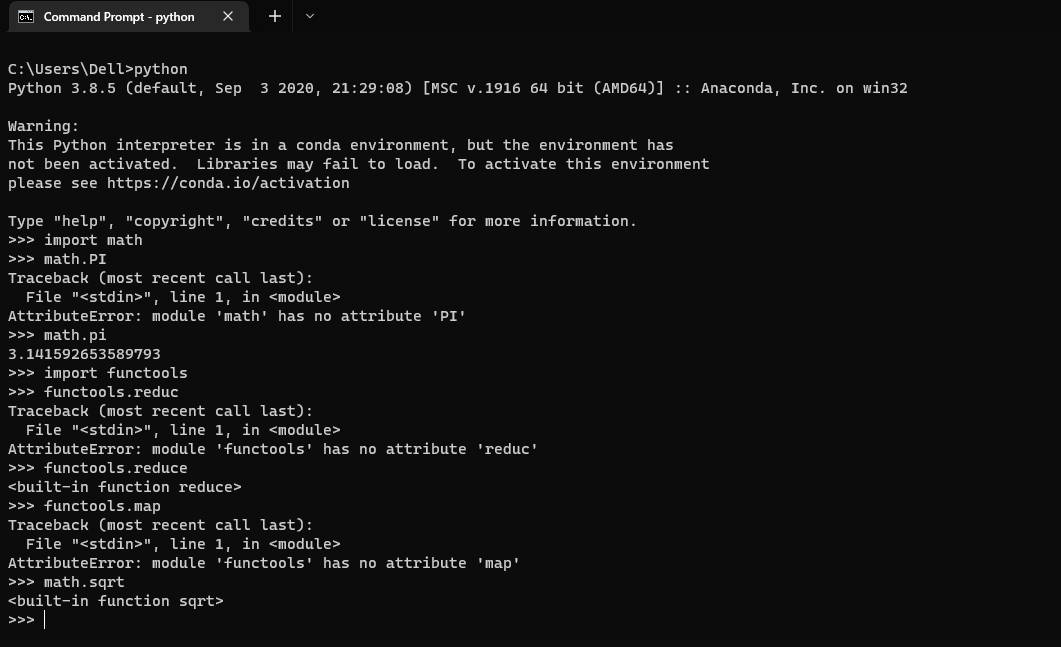 Command Prompt - python
C:\Users\Dell>python
Python 3.8.5 (default, Sep  3 2020, 21:29:08) [MSC v.1916 64 bit (AMD64)] :: Anaconda, Inc. on win32
Warning:
This Python interpreter is in a conda environment, but the environment has
not been activated.  Libraries may fail to load.  To activate this environment
please see https://conda.io/activation
Type "help", "copyright", "credits" or "license" for more information.
>>> import math
>>> math.PI
Traceback (most recent call last):
  File "<stdin>", line 1, in <module>
AttributeError: module 'math' has no attribute 'PI'
>>> math.pi
3.141592653589793
>>> import functools
>>> functools.reduc
Traceback (most recent call last):
  File "<stdin>", line 1, in <module>
AttributeError: module 'functools' has no attribute 'reduc'
>>> functools.reduce
<built-in function reduce>
>>> functools.map
Traceback (most recent call last):
  File "<stdin>", line 1, in <module>
AttributeError: module 'functools' has no attribute 'map'
>>> math.sqrt
<built-in function sqrt>
>>>